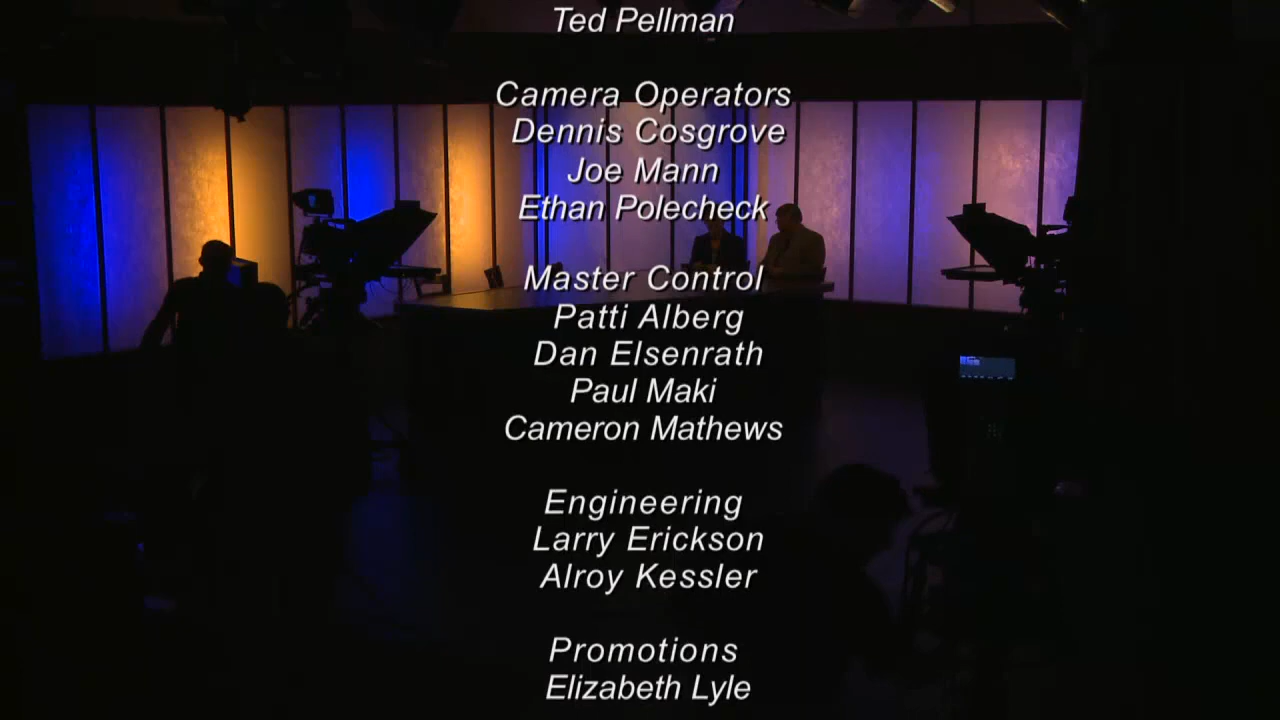 Ted Pellman
Camera Operators
Dennis Cosgrove
Joe Mann
Ethan Polecheck
Master Control
Patti Alberg
Dan Elsenrath
Paul Maki
Cameron Mathews
Engineering
Larry Erickson
Alroy Kessler
Promotions
Elizabeth Lyle